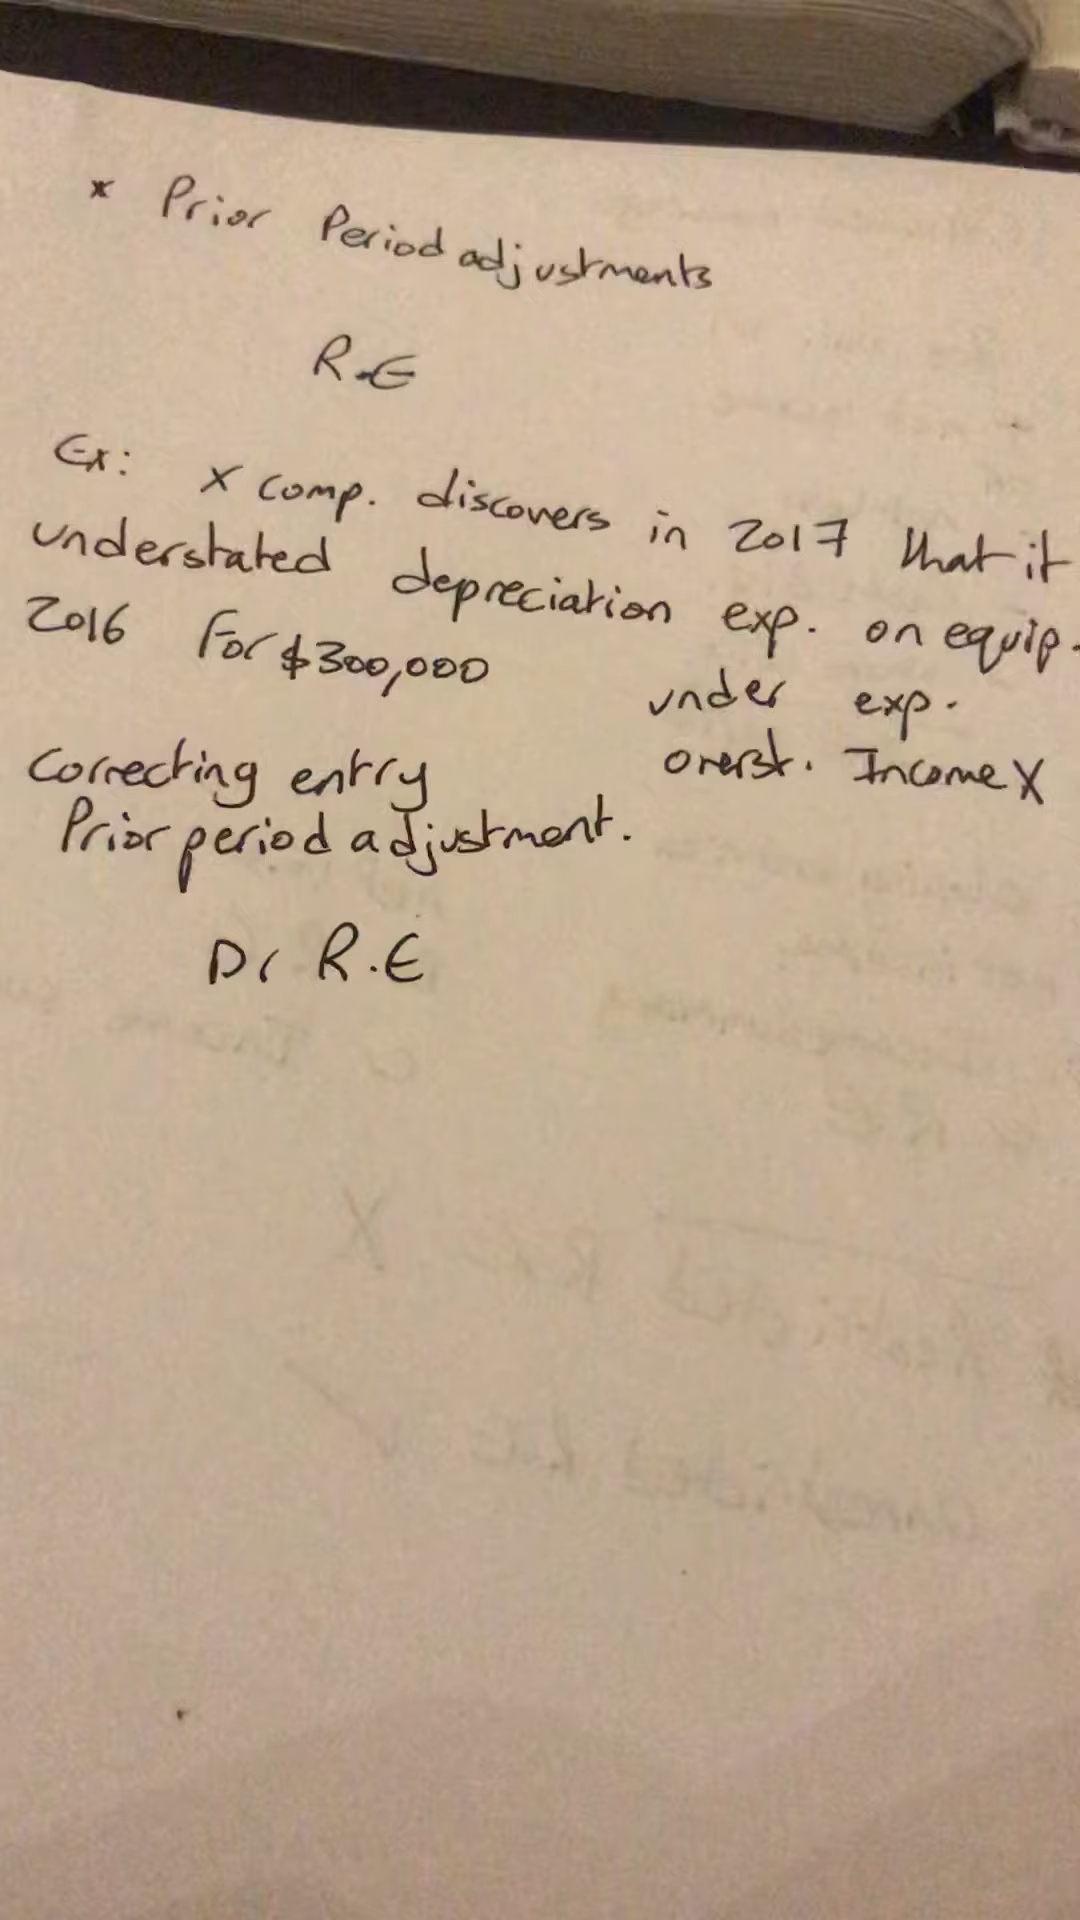 * Prior Period adjustments
R.E
Ex: X comp. discovers in 2017 that it
understated depreciation exp. on equip.
2016 For $300,000
under exp.
overst. Income X
Correcting entry
Prior period adjustment.
Dr R.E